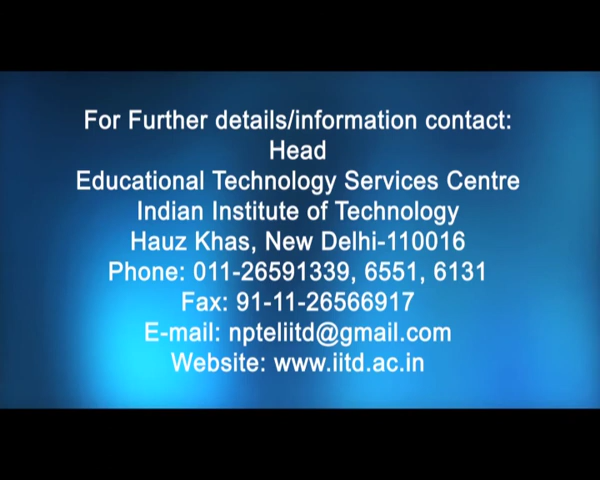 For Further details/information contact:
Head
Educational Technology Services Centre
Indian Institute of Technology
Hauz Khas, New Delhi-110016
Phone: 011-26591339, 6551, 6131
Fax: 91-11-26566917
E-mail: npteliitd@gmail.com
Website: www.iitd.ac.in